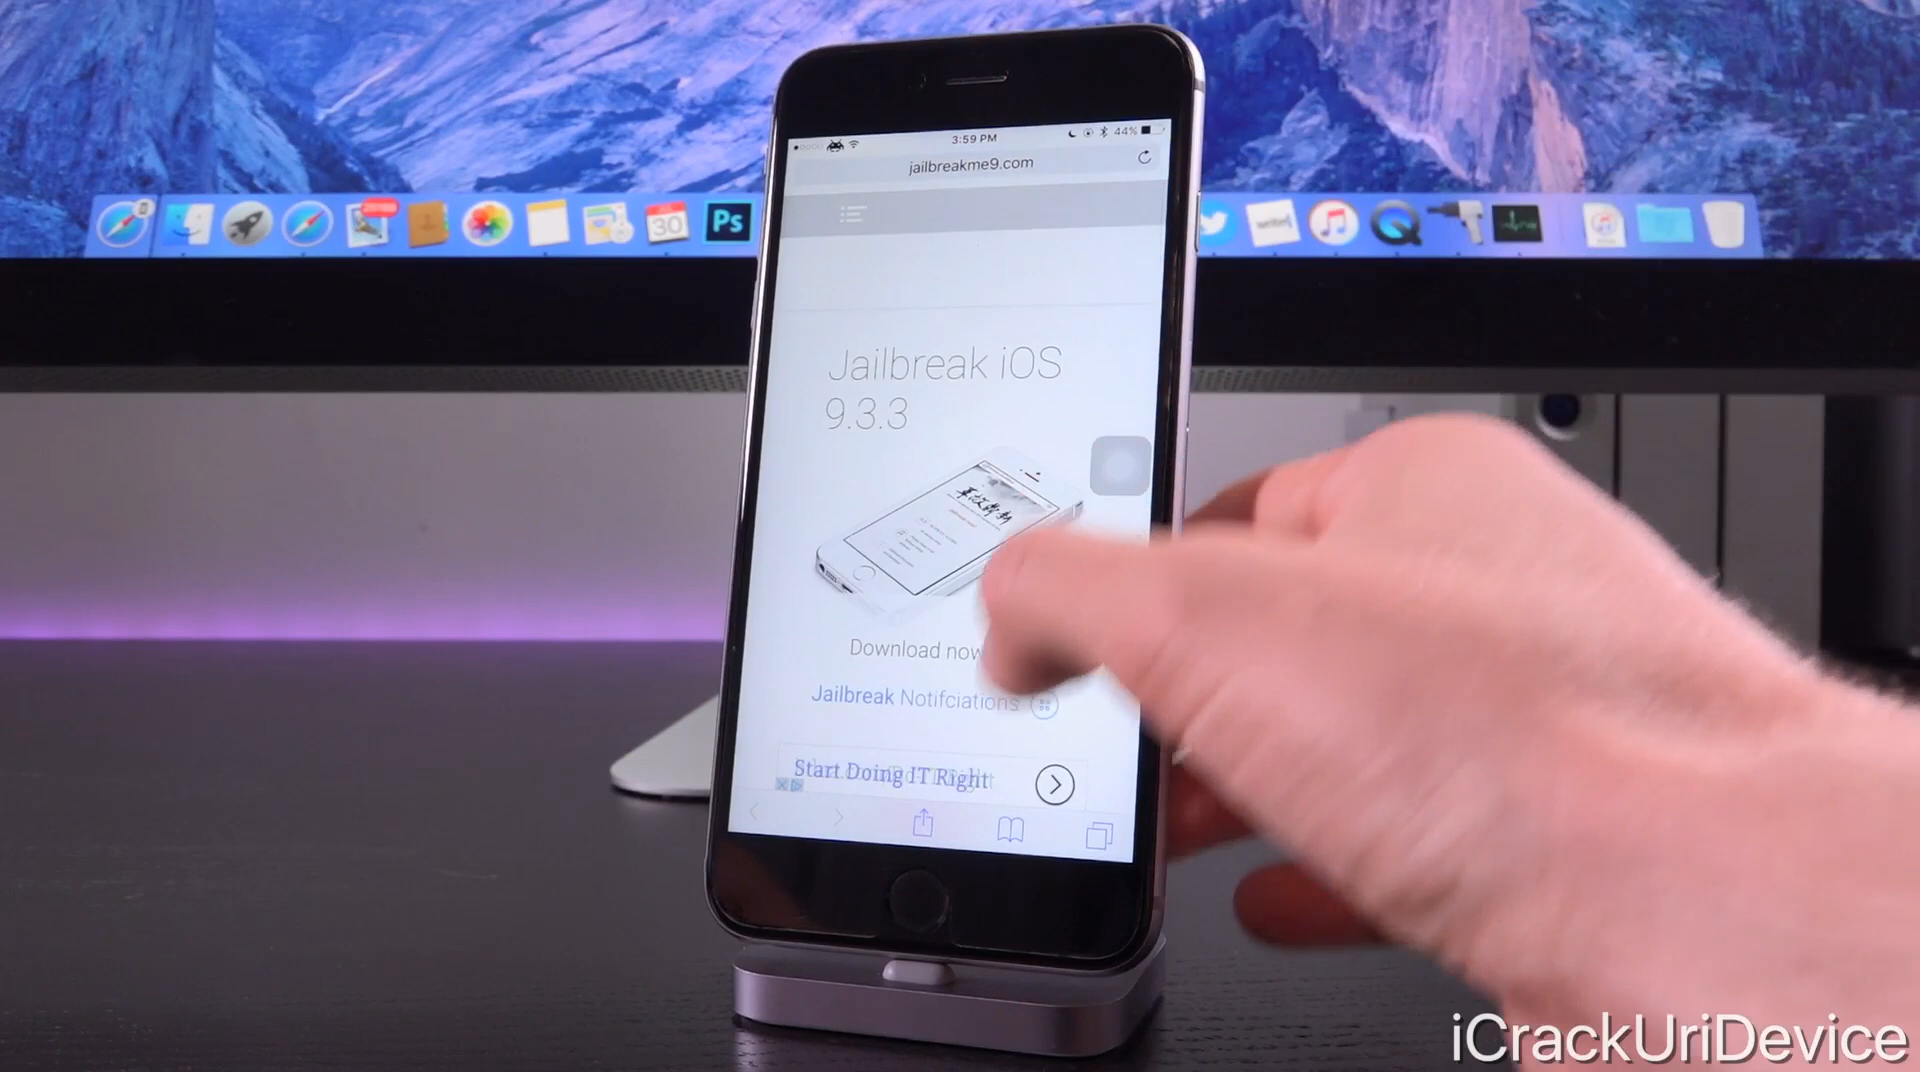 3:59 PM
44%
jailbreakme9.com
Jailbreak iOS
9.3.3
Download now
Jailbreak Notifciations
Start Doing IT Right
30
Ps
iCrackUriDevice